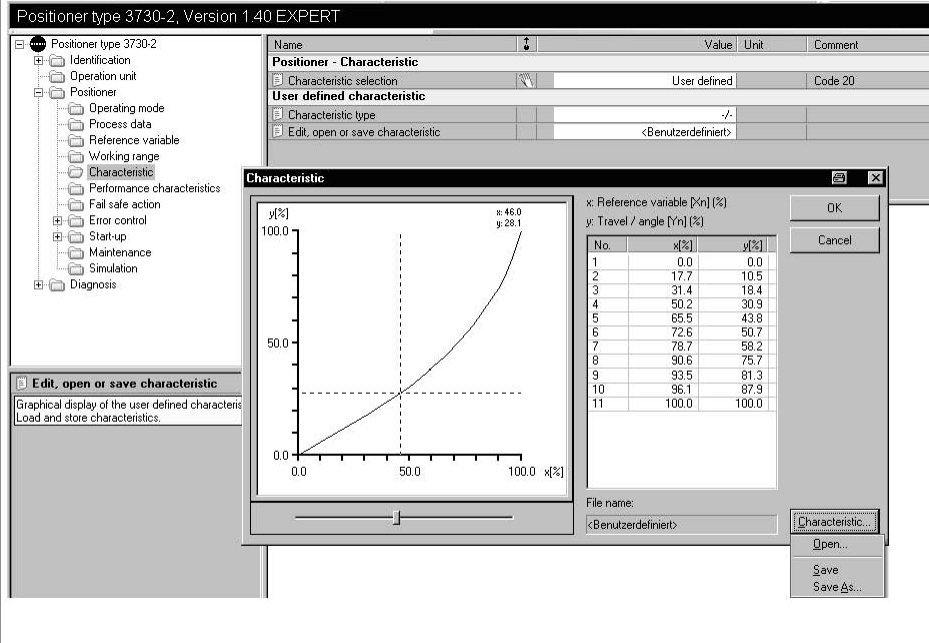 Positioner type 3730-2, Version 1.40 EXPERT
Positioner type 3730-2
Identification
Operation unit
Positioner
Operating mode
Process data
Reference variable
Working range
Characteristic
Performance characteristics
Fail safe action
Error control
Start-up
Maintenance
Simulation
Diagnosis
Name Value Unit Comment
Positioner - Characteristic
Characteristic selection User defined Code 20
User defined characteristic
Characteristic type -/-
Edit, open or save characteristic <Benutzerdefiniert>
Edit, open or save characteristic
Graphical display of the user defined characteris
Load and store characteristics.
Characteristic
y[%]
x: 46.0
y: 28.1
100.0
50.0
0.0
0.0 50.0 100.0 x[%]
x: Reference variable [Xn] (%)
y: Travel / angle [Yn] (%)
No. x[%] y[%]
1 0.0 0.0
2 17.7 10.5
3 31.4 18.4
4 50.2 30.9
5 65.5 43.8
6 72.6 50.7
7 78.7 58.2
8 90.6 75.7
9 93.5 81.3
10 96.1 87.9
11 100.0 100.0
File name:
<Benutzerdefiniert>
OK
Cancel
Characteristic...
Open...
Save
Save As...